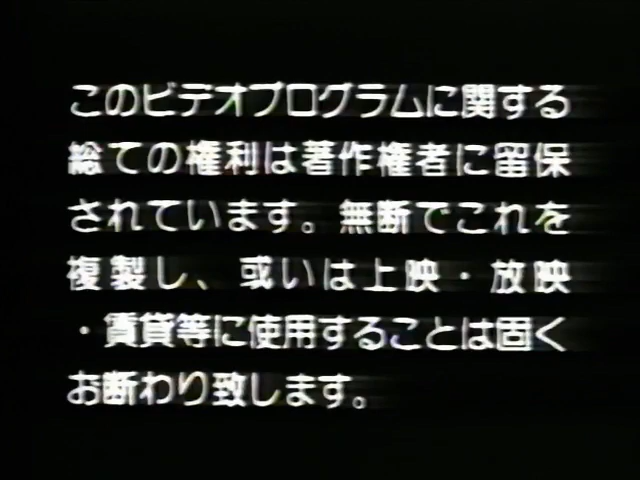 このビデオプログラムに関する
総ての権利は著作権者に留保
されています。無断でこれを
複製し、或いは上映・放映
・賃貸等に使用することは固く
お断わり致します。